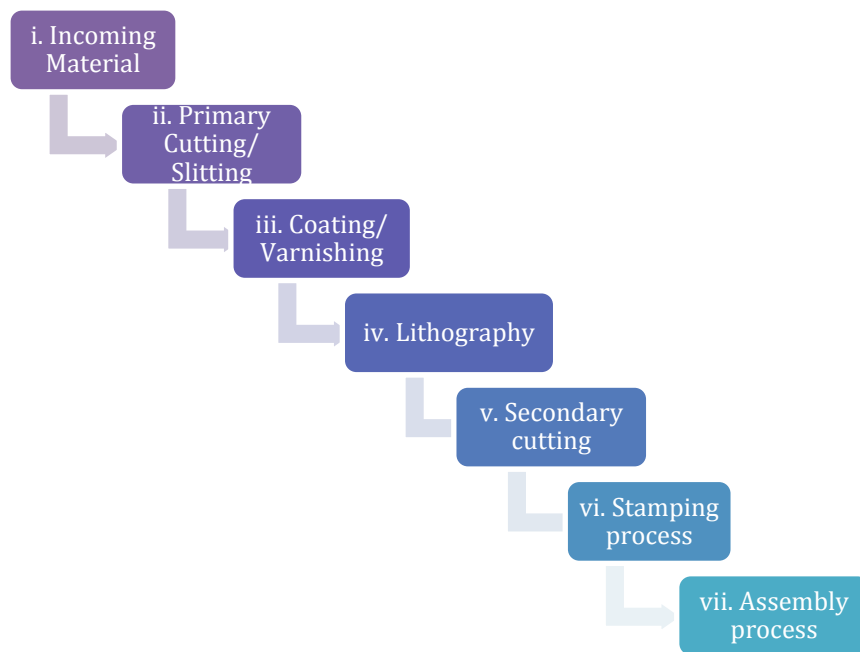 i. Incoming
Material
ii. Primary
Cutting/
Slitting
iii. Coating/
Varnishing
iv. Lithography
v. Secondary
cutting
vi. Stamping
process
vii. Assembly
process